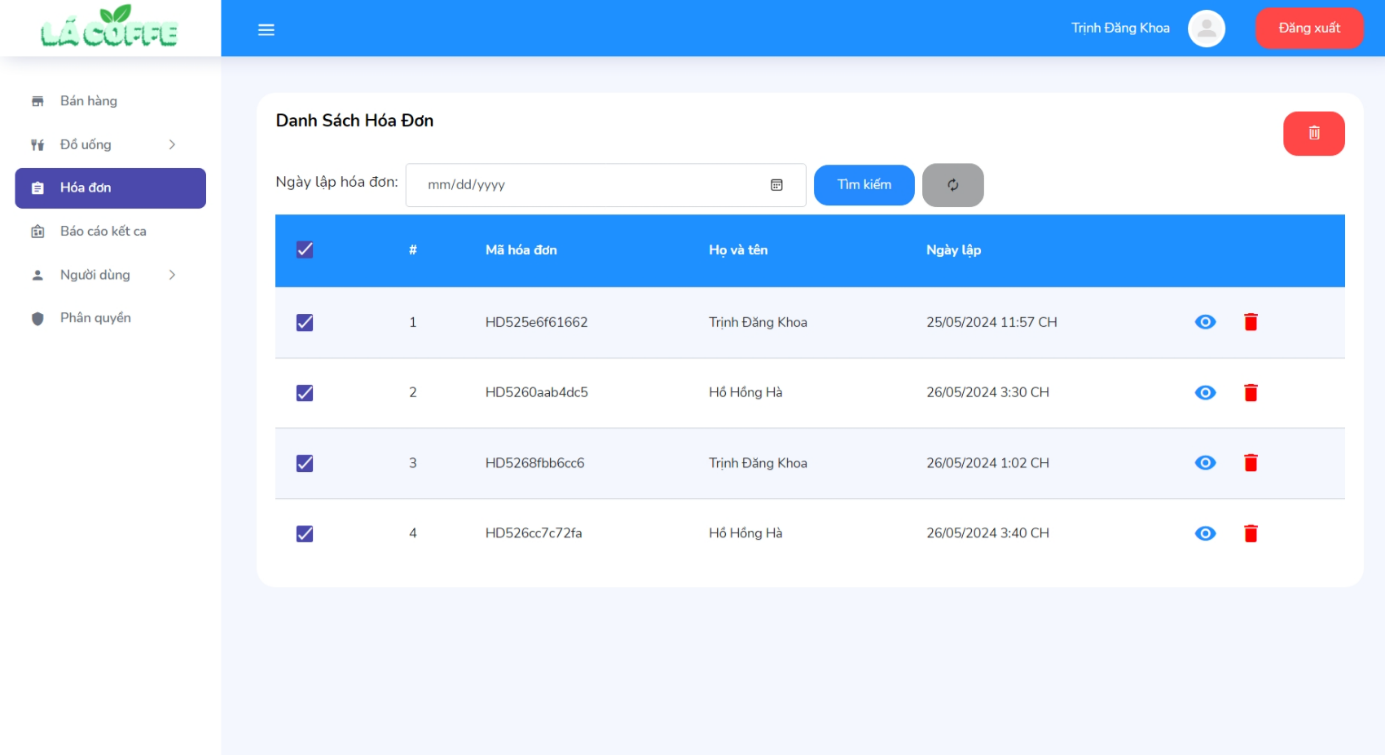 LÁ COFFE
Trịnh Đăng Khoa
Đăng xuất
Bán hàng
Đồ uống
Hóa đơn
Báo cáo kết ca
Người dùng
Phân quyền
Danh Sách Hóa Đơn
Ngày lập hóa đơn: mm/dd/yyyy Tìm kiếm
# Mã hóa đơn Họ và tên Ngày lập
1 HD525e6f61662 Trịnh Đăng Khoa 25/05/2024 11:57 CH
2 HD5260aab4dc5 Hồ Hồng Hà 26/05/2024 3:30 CH
3 HD5268fbb6cc6 Trịnh Đăng Khoa 26/05/2024 1:02 CH
4 HD526cc7c72fa Hồ Hồng Hà 26/05/2024 3:40 CH